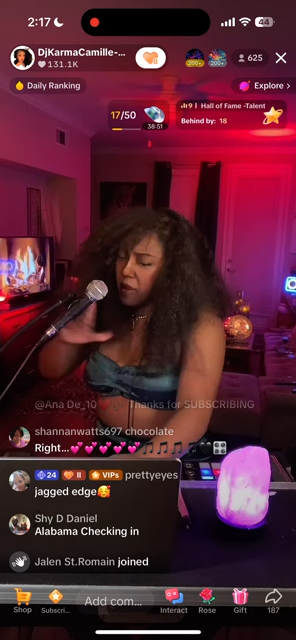 2:17
44
DjKarmaCamille-...
131.1K
200+
200+
625
Daily Ranking
Explore >
17/50
38:51
Hall of Fame -Talent
Behind by: 18
@Ana De_10 Thanks for SUBSCRIBING
shannanwatts697 chocolate
Right...
24 II VIPs prettyeyes
jagged edge
Shy D Daniel
Alabama Checking in
Jalen St.Romain joined
Shop
Subscri...
Add com...
Interact
Rose
Gift
187